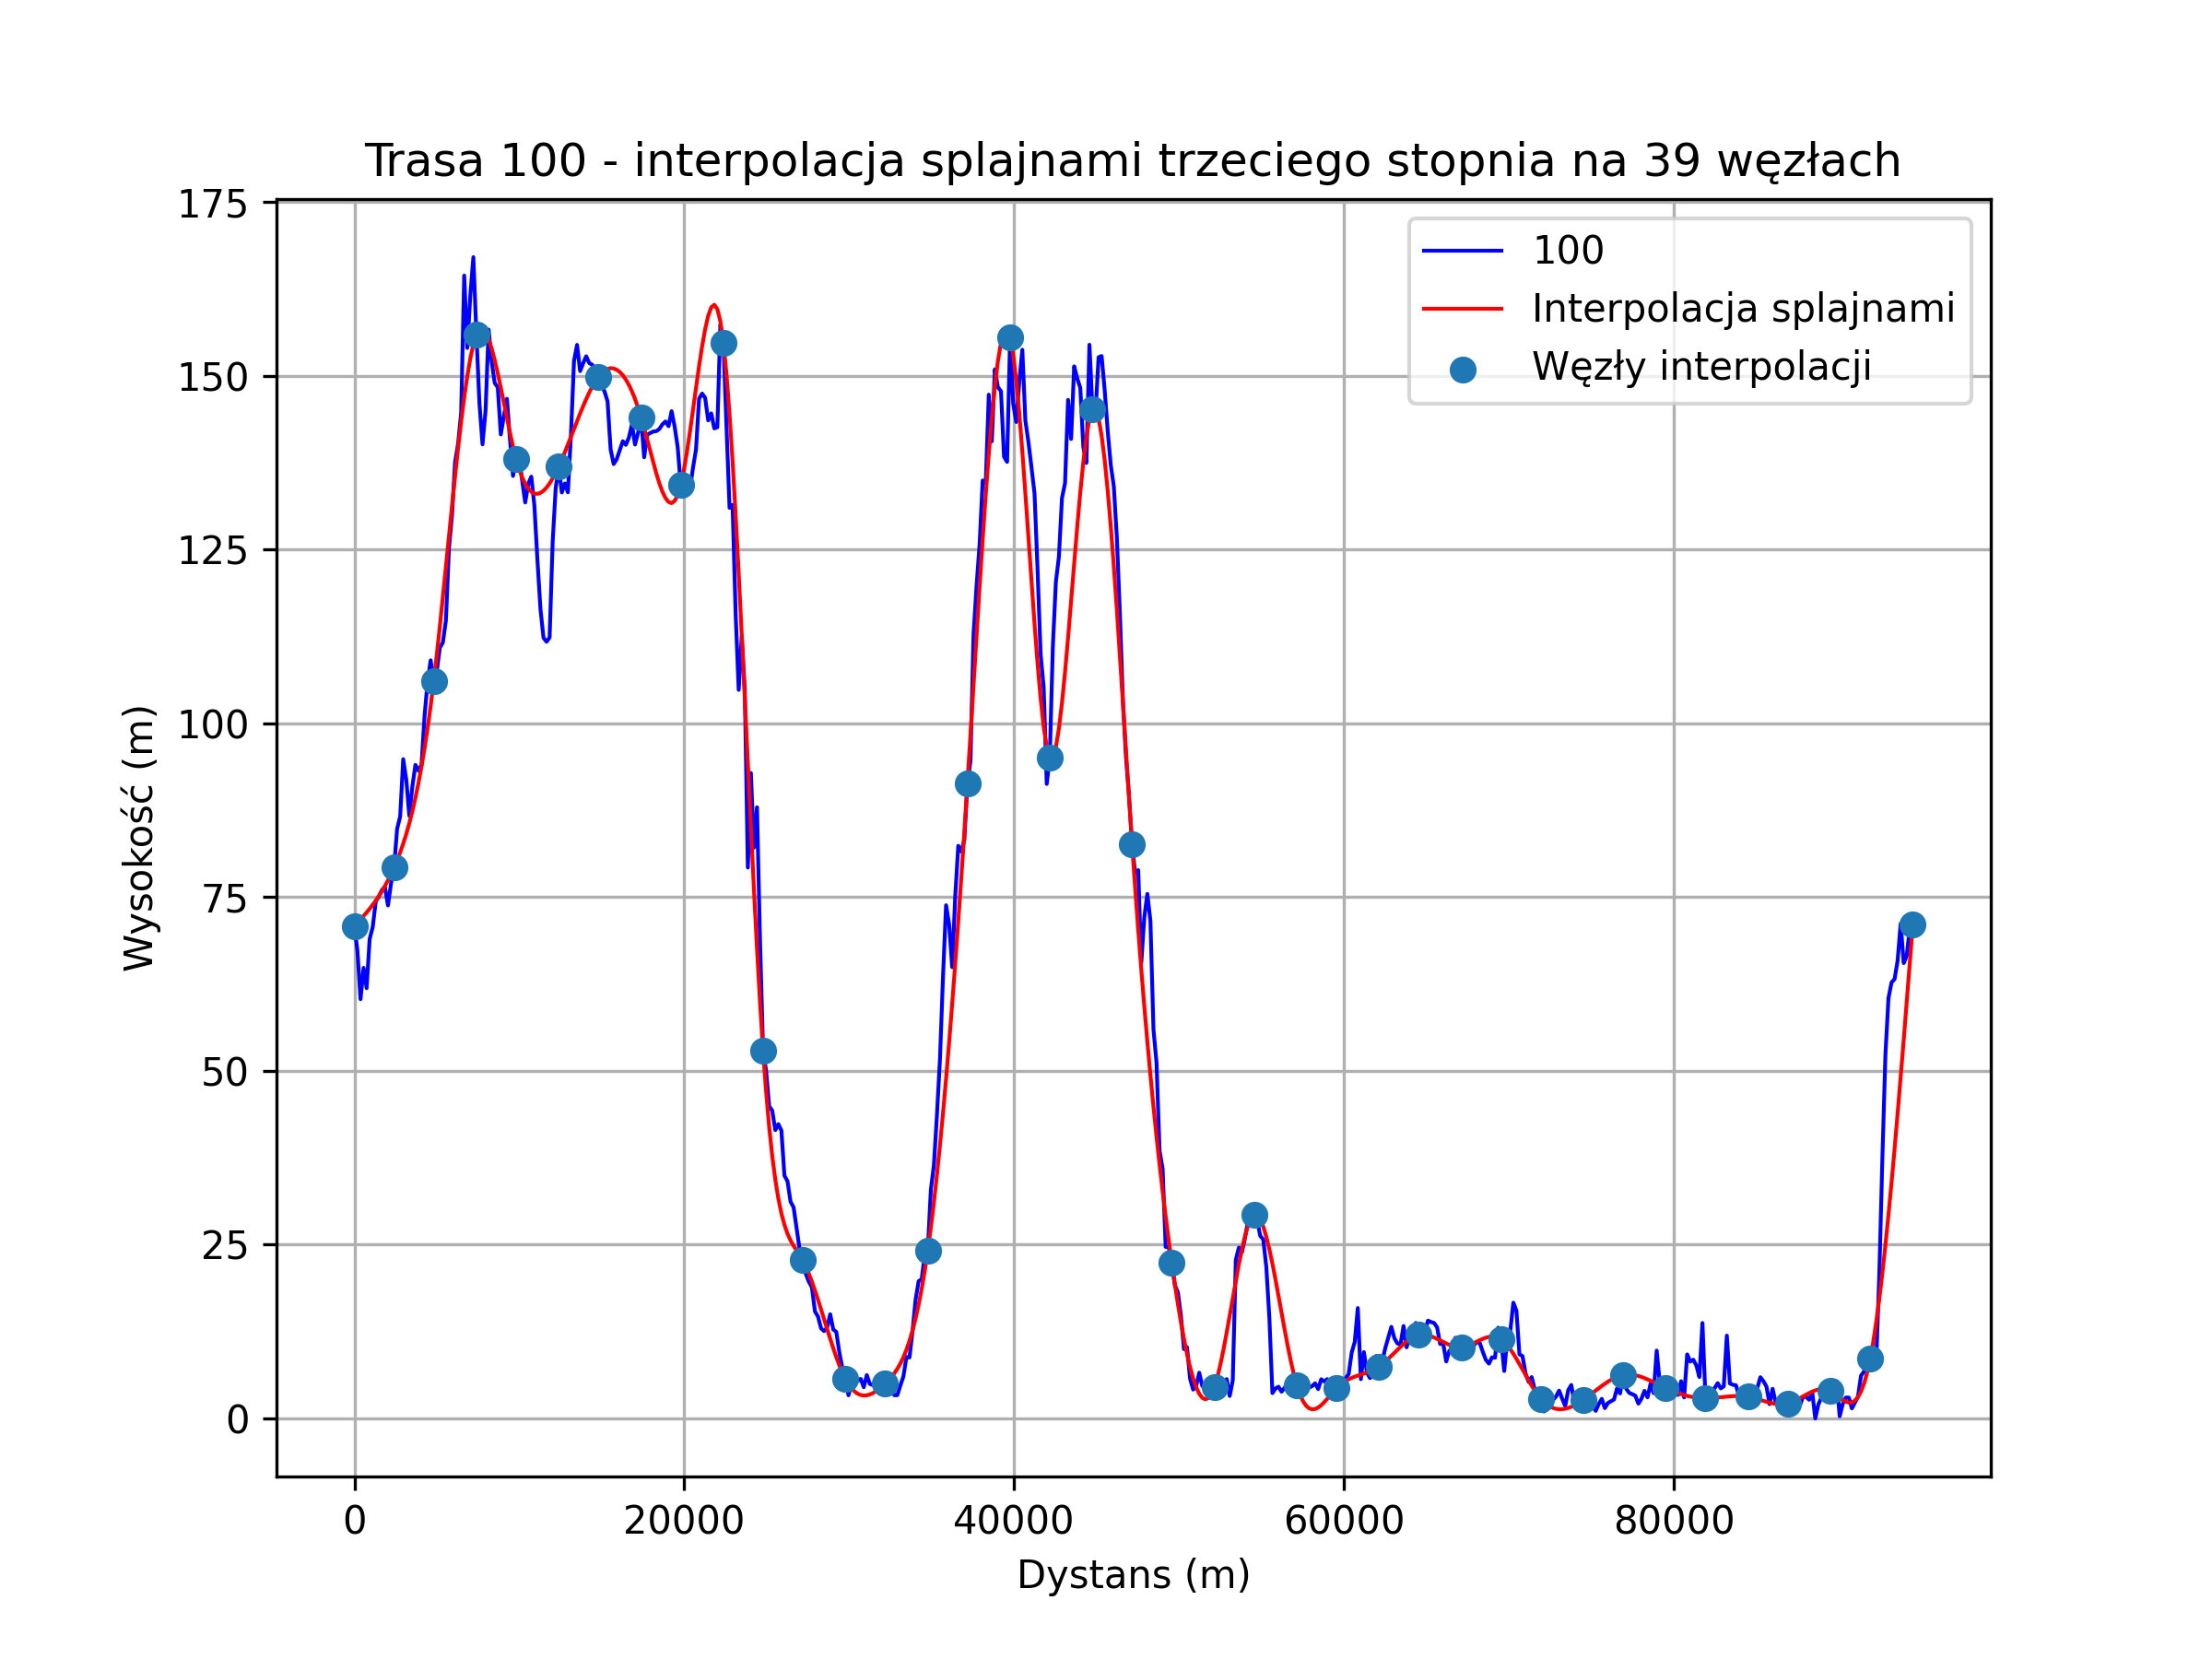 Trasa 100 - interpolacja splajnami trzeciego stopnia na 39 węzłach
175
150
125
100
75
50
25
0
Wysokość (m)
100
Interpolacja splajnami
Węzły interpolacji
0
20000
40000
60000
80000
Dystans (m)